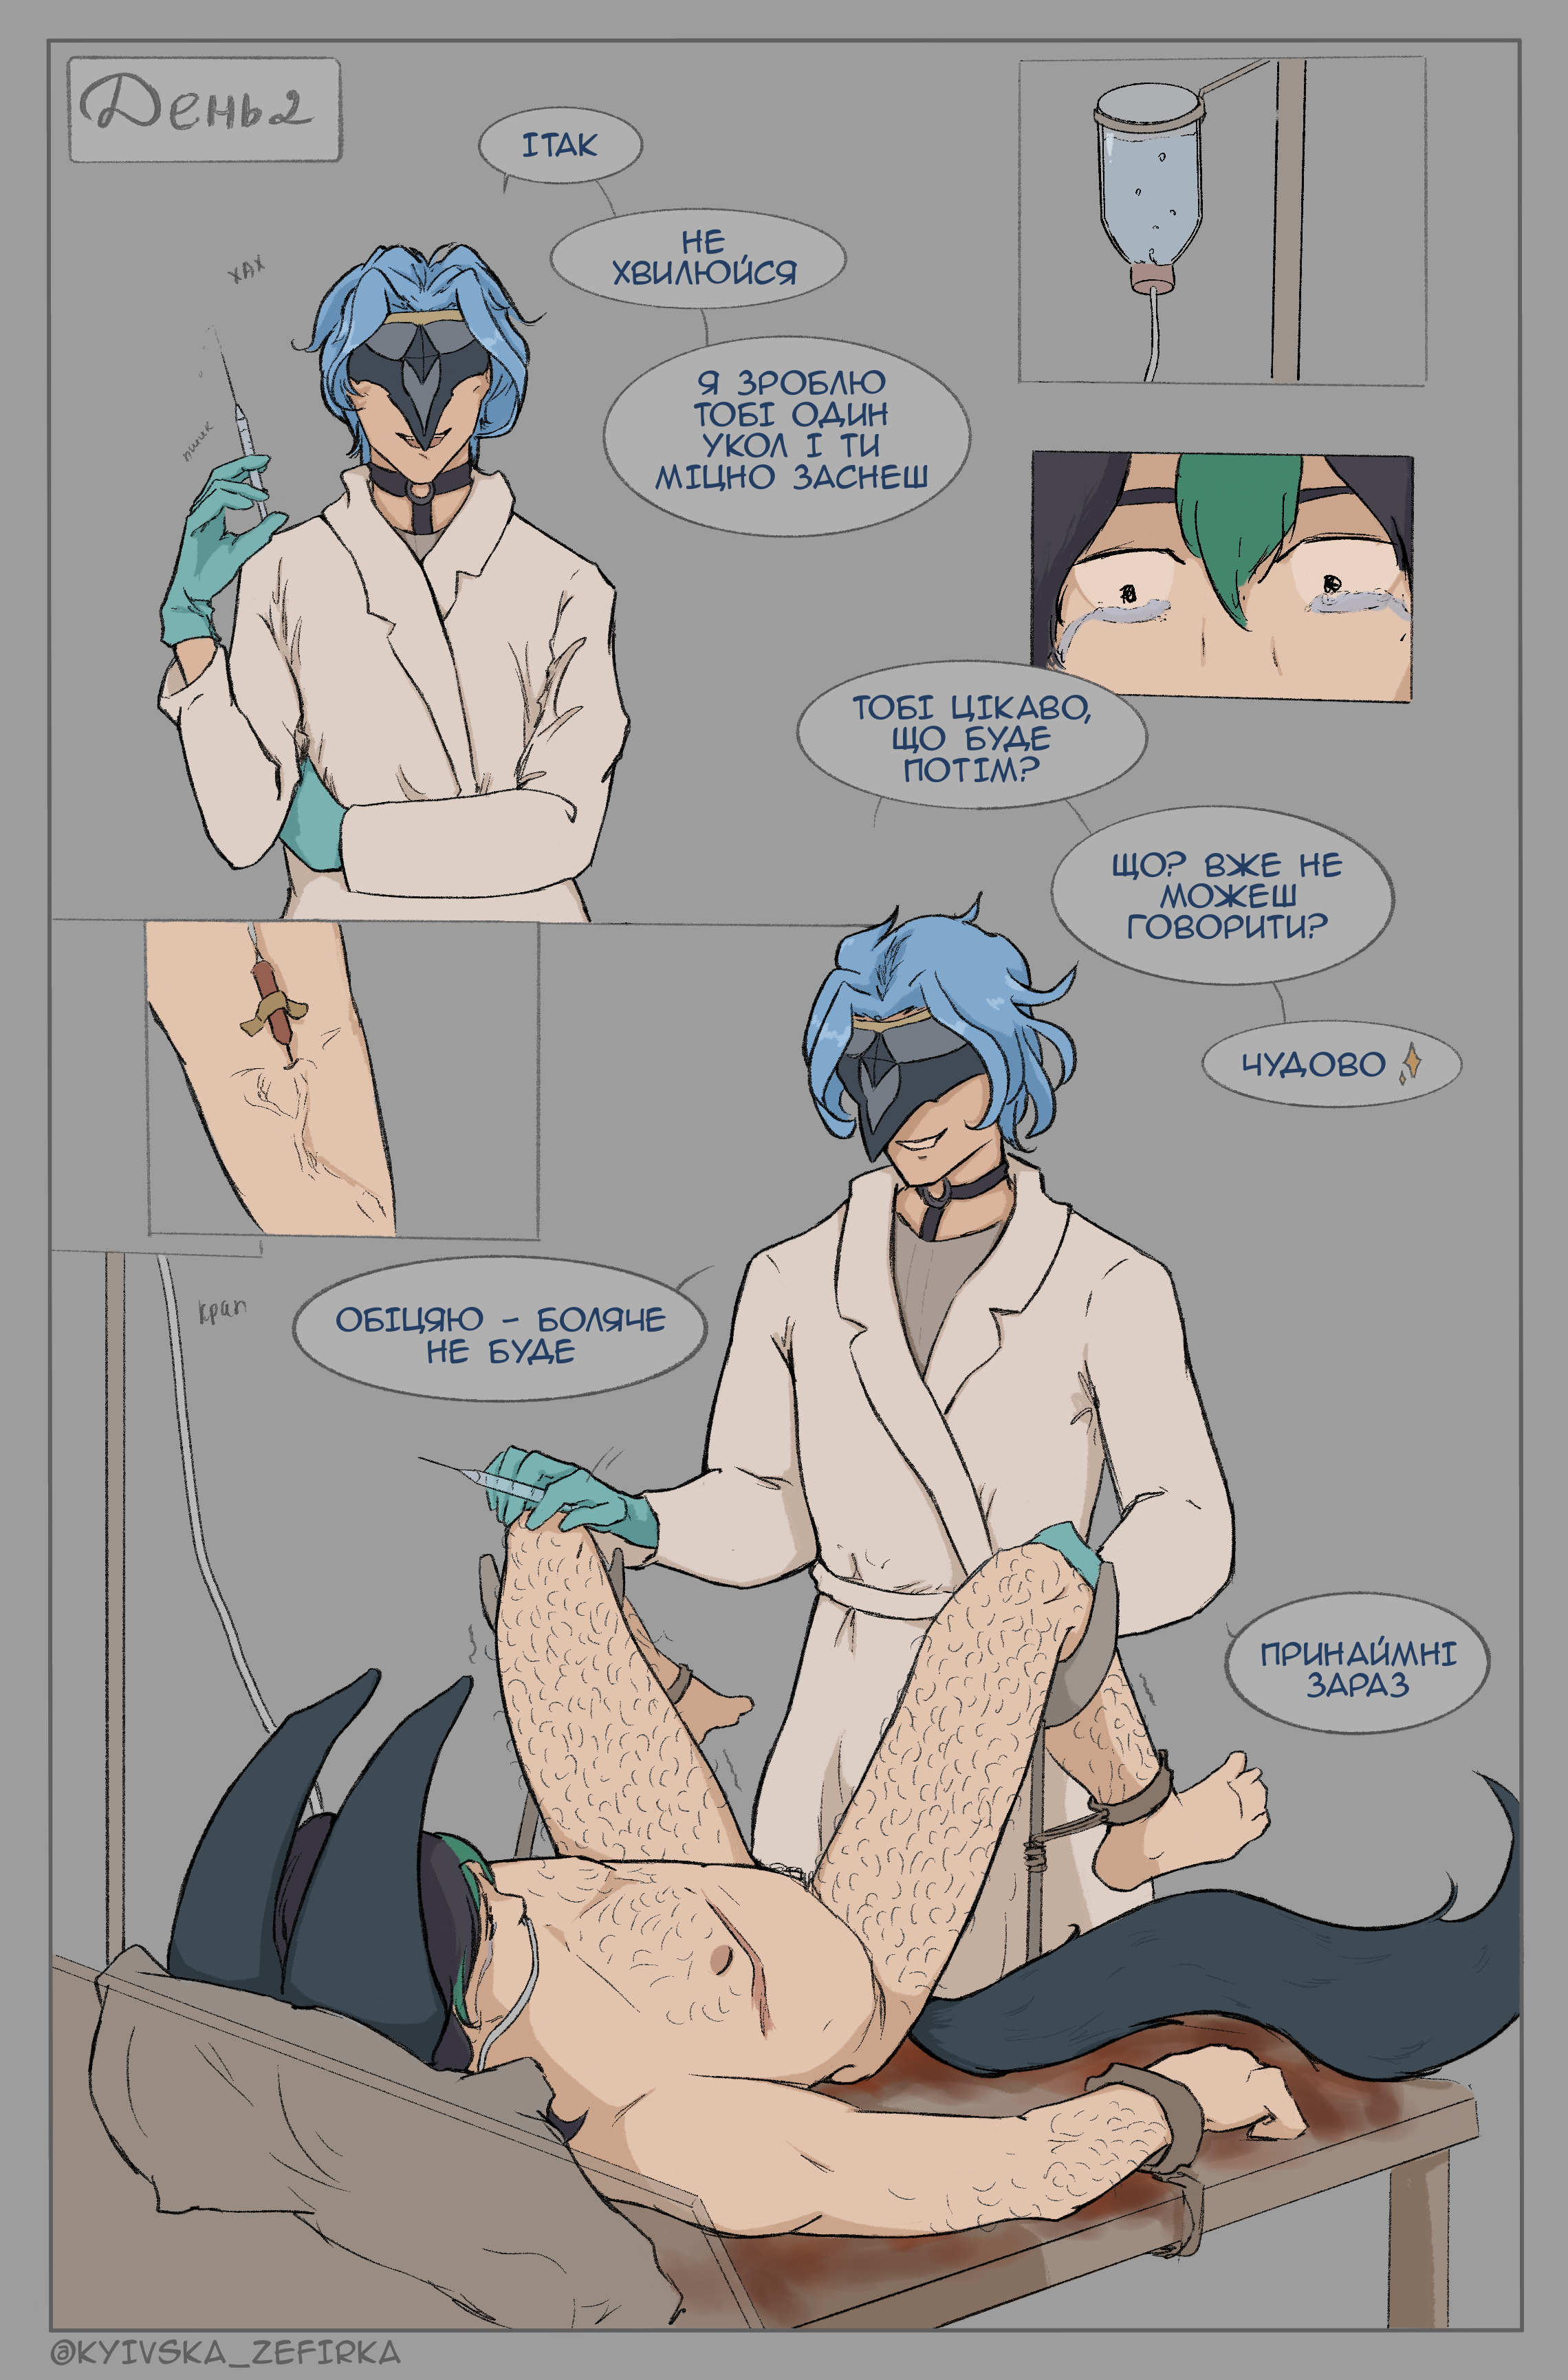 День 2
ІТАК
НЕ
ХВИЛЮЙСЯ
ХАХ
Я ЗРОБЛЮ
ТОБІ ОДИН
УКОЛ І ТИ
МІЦНО ЗАСНЕШ
ТОБІ ЦІКАВО,
ЩО БУДЕ
ПОТІМ?
ЩО? ВЖЕ НЕ
МОЖЕШ
ГОВОРИТИ?
ЧУДОВО
крап
ОБІЦЯЮ - БОЛЯЧЕ
НЕ БУДЕ
ПРИНАЙМНІ
ЗАРАЗ
@KYIVSKA_ZEFIRKA